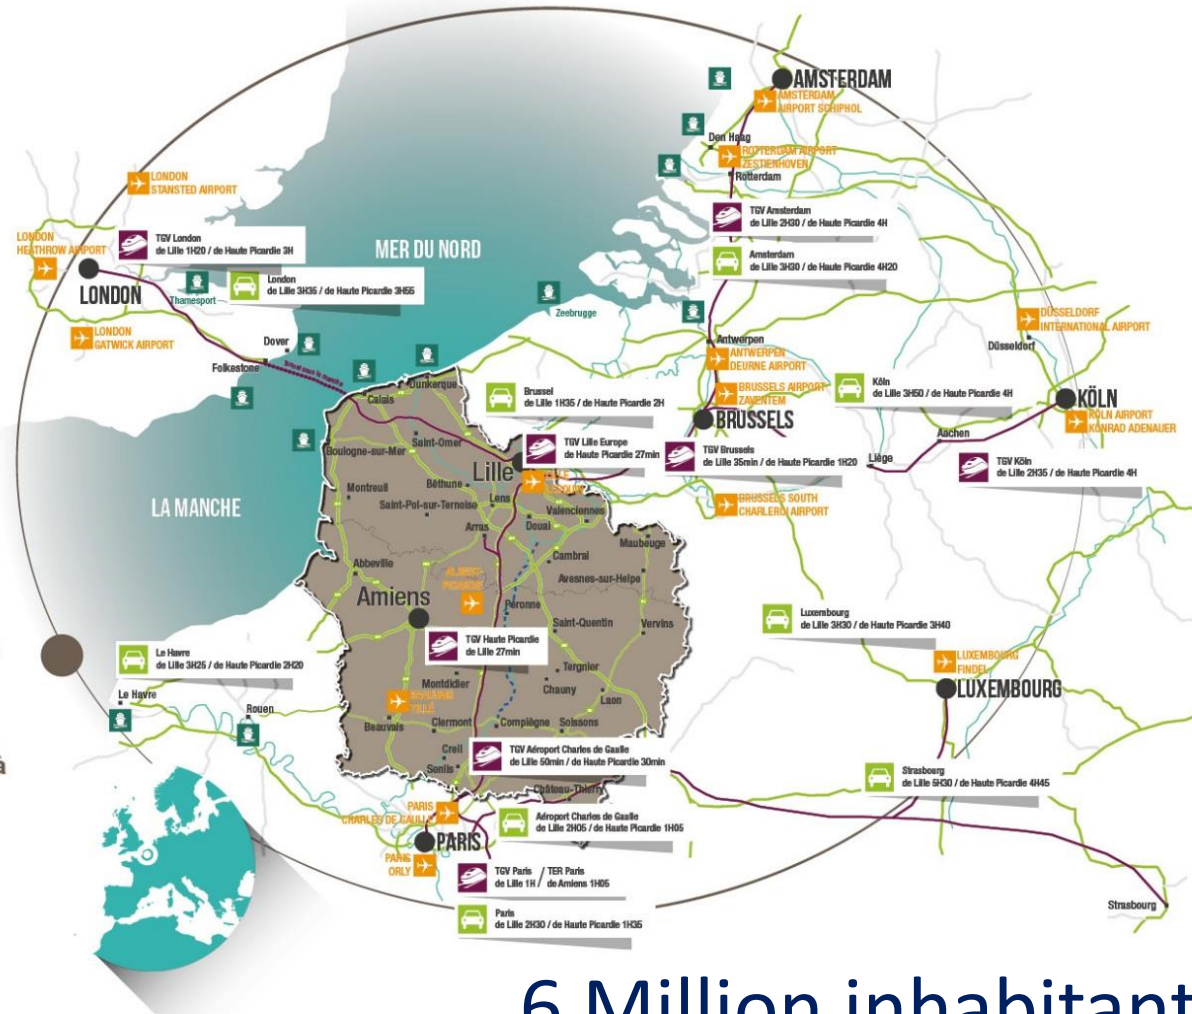 AMSTERDAM
AMSTERDAM
AIRPORT SCHIPHOL
Den Haag
ROTTERDAM AIRPORT
ZESTIENHOVEN
Rotterdam
LONDON
STANSTED AIRPORT
TGV Amsterdam
de Lille 2H30 / de Haute Picardie 4H
LONDON
HEATHROW AIRPORT
TGV London
de Lille 1H20 / de Haute Picardie 3H
MER DU NORD
Amsterdam
de Lille 3H30 / de Haute Picardie 4H20
LONDON
London
de Lille 3H35 / de Haute Picardie 3H55
Thamesport
Zeebrugge
DÜSSELDORF
INTERNATIONAL AIRPORT
Düsseldorf
LONDON
GATWICK AIRPORT
Dover
Folkestone
Antwerpen
ANTWERPEN
DEURNE AIRPORT
Dunkerque
Calais
Brussel
de Lille 1H35 / de Haute Picardie 2H
BRUSSELS AIRPORT
ZAVENTEM
Köln
de Lille 3H50 / de Haute Picardie 4H
KÖLN
KÖLN AIRPORT
KONRAD ADENAUER
BRUSSELS
Aachen
Liège
Saint-Omer
Boulogne-sur-Mer
TGV Lille Europe
de Haute Picardie 27min
TGV Brussels
de Lille 35min / de Haute Picardie 1H20
TGV Köln
de Lille 2H35 / de Haute Picardie 4H
Lille
Béthune
Montreuil
Saint-Pol-sur-Ternoise
Lens
LA MANCHE
BRUSSELS SOUTH
CHARLEROI AIRPORT
Valenciennes
Arras
Douai
Maubeuge
Cambrai
Abbeville
Avesnes-sur-Helpe
ALBERT-
PICARDIE
Amiens
Péronne
Saint-Quentin
Vervins
Luxembourg
de Lille 3H30 / de Haute Picardie 3H40
TGV Haute Picardie
de Lille 27min
Le Havre
de Lille 3H25 / de Haute Picardie 2H20
LUXEMBOURG
FINDEL
LUXEMBOURG
Tergnier
Montdidier
Chauny
Laon
Le Havre
Rouen
BEAUVAIS
TILLÉ
Beauvais
Clermont
Compiègne
Soissons
Creil
Senlis
TGV Aéroport Charles de Gaulle
de Lille 50min / de Haute Picardie 30min
à
Strasbourg
de Lille 5H30 / de Haute Picardie 4H45
Château-Thierry
PARIS
CHARLES DE GAULLE
Aéroport Charles de Gaulle
de Lille 2H05 / de Haute Picardie 1H05
PARIS
PARIS
ORLY
TGV Paris / TER Paris
de Lille 1H / de Amiens 1H05
Strasbourg
Paris
de Lille 2H30 / de Haute Picardie 1H35
6 Million inhabitant